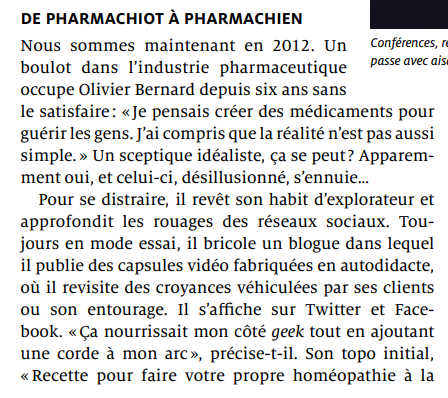 DE PHARMACHIOT À PHARMACHIEN
Nous sommes maintenant en 2012. Un
boulot dans l'industrie pharmaceutique
occupe Olivier Bernard depuis six ans sans
le satisfaire : « Je pensais créer des médicaments pour
guérir les gens. J'ai compris que la réalité n'est pas aussi
simple. » Un sceptique idéaliste, ça se peut ? Apparem-
ment oui, et celui-ci, désillusionné, s'ennuie…
Pour se distraire, il revêt son habit d'explorateur et
approfondit les rouages des réseaux sociaux. Tou-
jours en mode essai, il bricole un blogue dans lequel
il publie des capsules vidéo fabriquées en autodidacte,
où il revisite des croyances véhiculées par ses clients
ou son entourage. Il s'affiche sur Twitter et Face-
book. « Ça nourrissait mon côté geek tout en ajoutant
une corde à mon arc », précise-t-il. Son topo initial,
« Recette pour faire votre propre homéopathie à la
Conférences,
passe avec